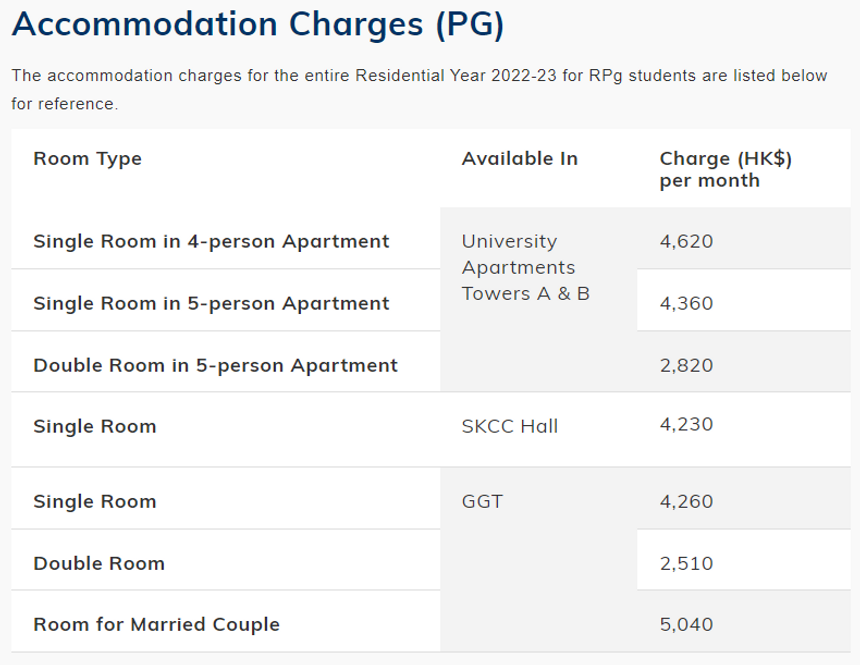 Accommodation Charges (PG)
The accommodation charges for the entire Residential Year 2022-23 for RPg students are listed below
for reference.
Room Type Available In Charge (HK$)
per month
Single Room in 4-person Apartment University 4,620
Apartments
Towers A & B
Single Room in 5-person Apartment 4,360
Double Room in 5-person Apartment 2,820
Single Room SKCC Hall 4,230
Single Room GGT 4,260
Double Room 2,510
Room for Married Couple 5,040